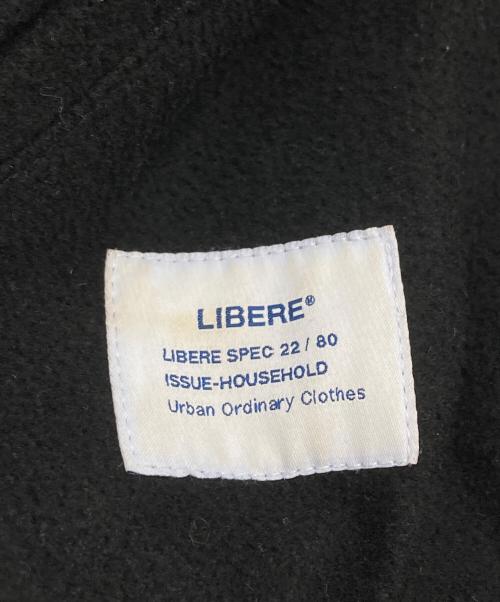 LIBERE®
LIBERE SPEC 22 / 80
ISSUE-HOUSEHOLD
Urban Ordinary Clothes